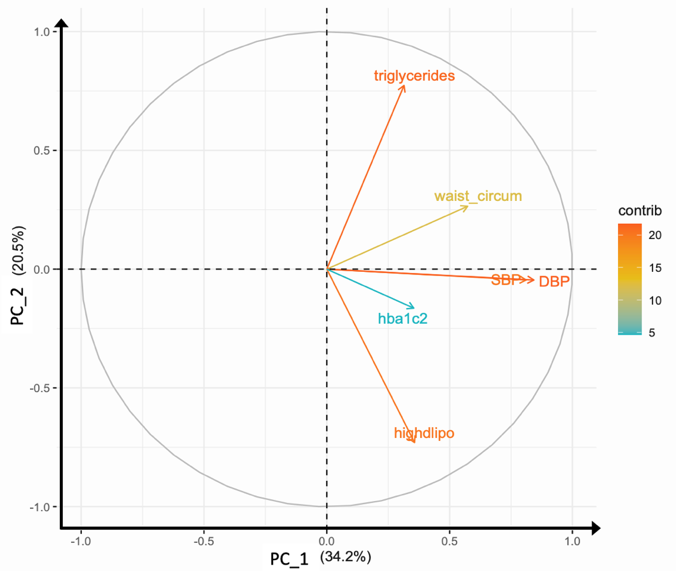 1.0
triglycerides
0.5
waist_circum
contrib
20
15
10
5
PC_2 (20.5%)
0.0
SBP
DBP
hba1c2
-0.5
highdlipo
-1.0
-1.0 -0.5 0.0 0.5 1.0
PC_1 (34.2%)